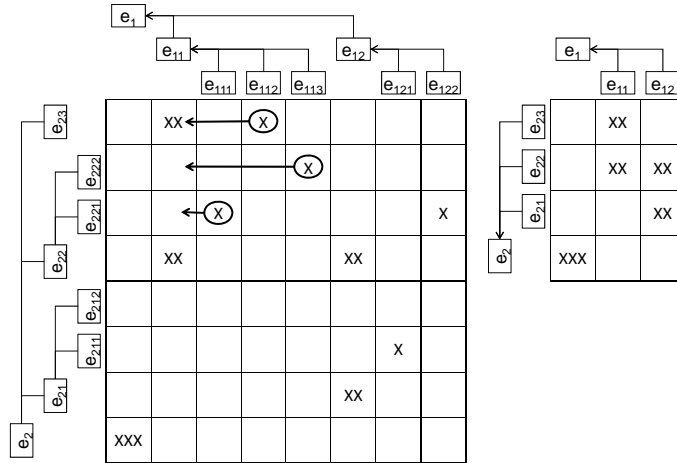 e1
e11 e12 e1
e111 e112 e113 e121 e122 e11 e12
e23 xx x e23 xx
e222 x e22 xx xx
e221 x x e21 xx
e22 xx xx e2 xxx
e212
e211 x
e21 xx
e2 xxx